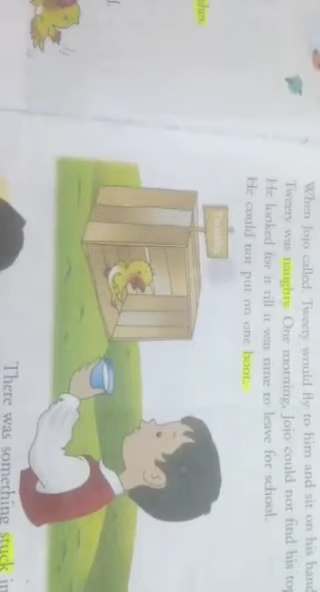 When Jojo called, Tweety would fly to him and sit on his hand
Tweety was naughty. One morning, Jojo could not find his to
He looked for it till it was time to leave for school.
He could not put on one boot.
Tweety
There was something stuck in